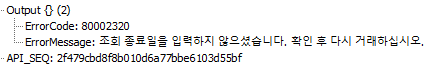 Output {} (2)
ErrorCode: 80002320
ErrorMessage: 조회 종료일을 입력하지 않으셨습니다. 확인 후 다시 거래하십시오.
API_SEQ: 2f479cbd8f8b010d6a77bbe6103d55bf